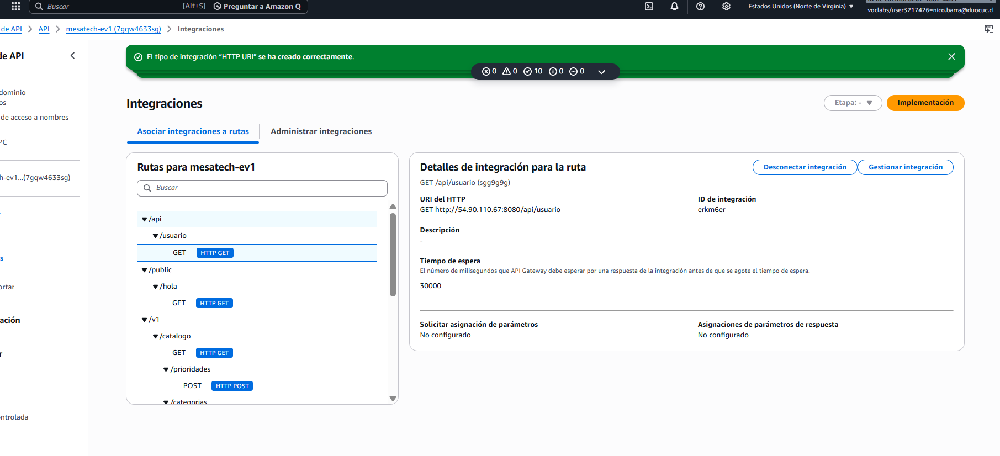 Buscar
[Alt+S]
Preguntar a Amazon Q
Estados Unidos (Norte de Virginia)
voclabs/user3217426=nico.barra@duocuc.cl
de API
API
mesatech-ev1 (7gqw4633sg)
Integraciones
de API
dominio
os
de acceso a nombres
PC
h-ev1...(7gqw4633sg)
s
ortar
ación
r
ntrolada
El tipo de integración “HTTP URI” se ha creado correctamente.
0 0 10 0 0
Integraciones
Etapa: -
Implementación
Asociar integraciones a rutas
Administrar integraciones
Rutas para mesatech-ev1
Buscar
/api
/usuario
GET HTTP GET
/public
/hola
GET HTTP GET
/v1
/catalogo
GET HTTP GET
/prioridades
POST HTTP POST
/categorias
Detalles de integración para la ruta
Desconectar integración
Gestionar integración
GET /api/usuario (sgg9g9g)
URI del HTTP
GET http://54.90.110.67:8080/api/usuario
ID de integración
erkm6er
Descripción
-
Tiempo de espera
El número de milisegundos que API Gateway debe esperar por una respuesta de la integración antes de que se agote el tiempo de espera.
30000
Solicitar asignación de parámetros
No configurado
Asignaciones de parámetros de respuesta
No configurado